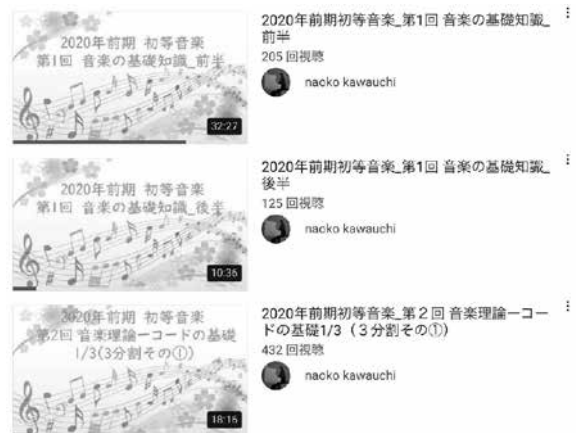 2020年前期 初等音楽
第1回 音楽の基礎知識_前半
32:27
2020年前期初等音楽_第1回 音楽の基礎知識_
前半
205 回視聴
naoko kawauchi
2020年前期 初等音楽
第1回 音楽の基礎知識_後半
10:36
2020年前期初等音楽_第1回 音楽の基礎知識_
後半
125 回視聴
naoko kawauchi
2020年前期 初等音楽
第2回 音楽理論ーコードの基礎
1/3(3分割その①)
18:16
2020年前期初等音楽_第２回 音楽理論ーコー
ドの基礎1/3（３分割その①）
432 回視聴
naoko kawauchi